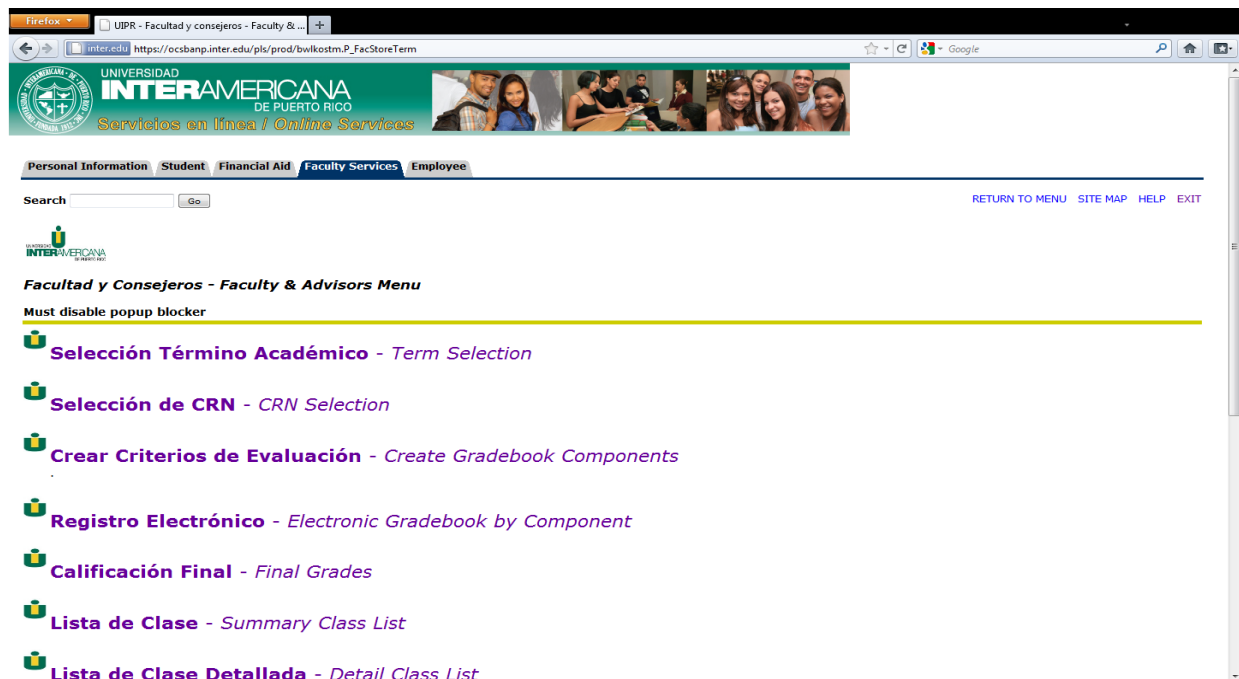 Firefox
UIPR - Facultad y consejeros - Faculty & ...
inter.edu https://ocsbanp.inter.edu/pls/prod/bwlkostm.P_FacStoreTerm
Google
UNIVERSIDAD
INTERAMERICANA
DE PUERTO RICO
Servicios en línea / Online Services
Personal Information Student Financial Aid Faculty Services Employee
Search Go RETURN TO MENU SITE MAP HELP EXIT
INTERAMERICANA
Facultad y Consejeros - Faculty & Advisors Menu
Must disable popup blocker
Selección Término Académico - Term Selection
Selección de CRN - CRN Selection
Crear Criterios de Evaluación - Create Gradebook Components
.
Registro Electrónico - Electronic Gradebook by Component
Calificación Final - Final Grades
Lista de Clase - Summary Class List
Lista de Clase Detallada - Detail Class List